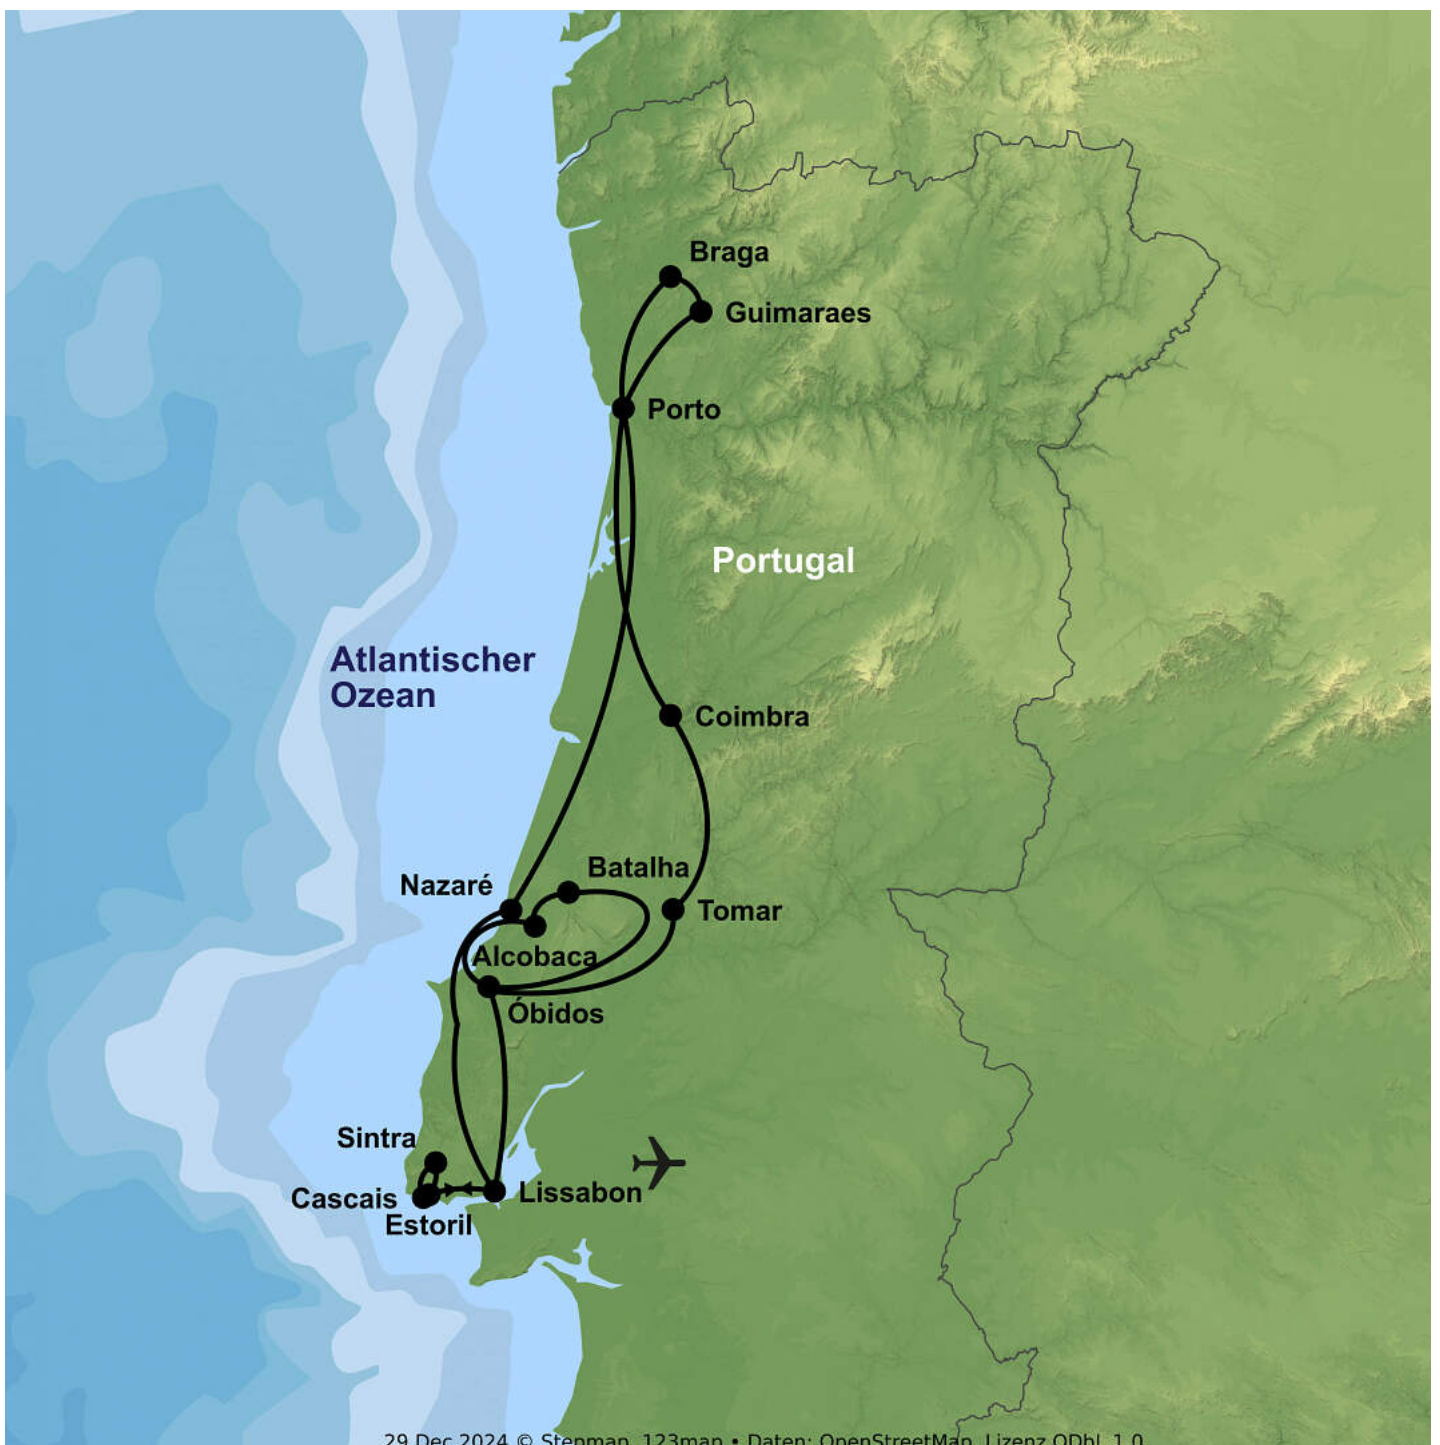 Braga
Guimaraes
Porto
Portugal
Atlantischer
Ozean
Coimbra
Batalha
Nazaré
Tomar
Alcobaca
Óbidos
Sintra
Lissabon
Cascais
Estoril
29 Dec 2024 © Stepmap, 123map • Daten: OpenStreetMap, Lizenz ODbL 1.0